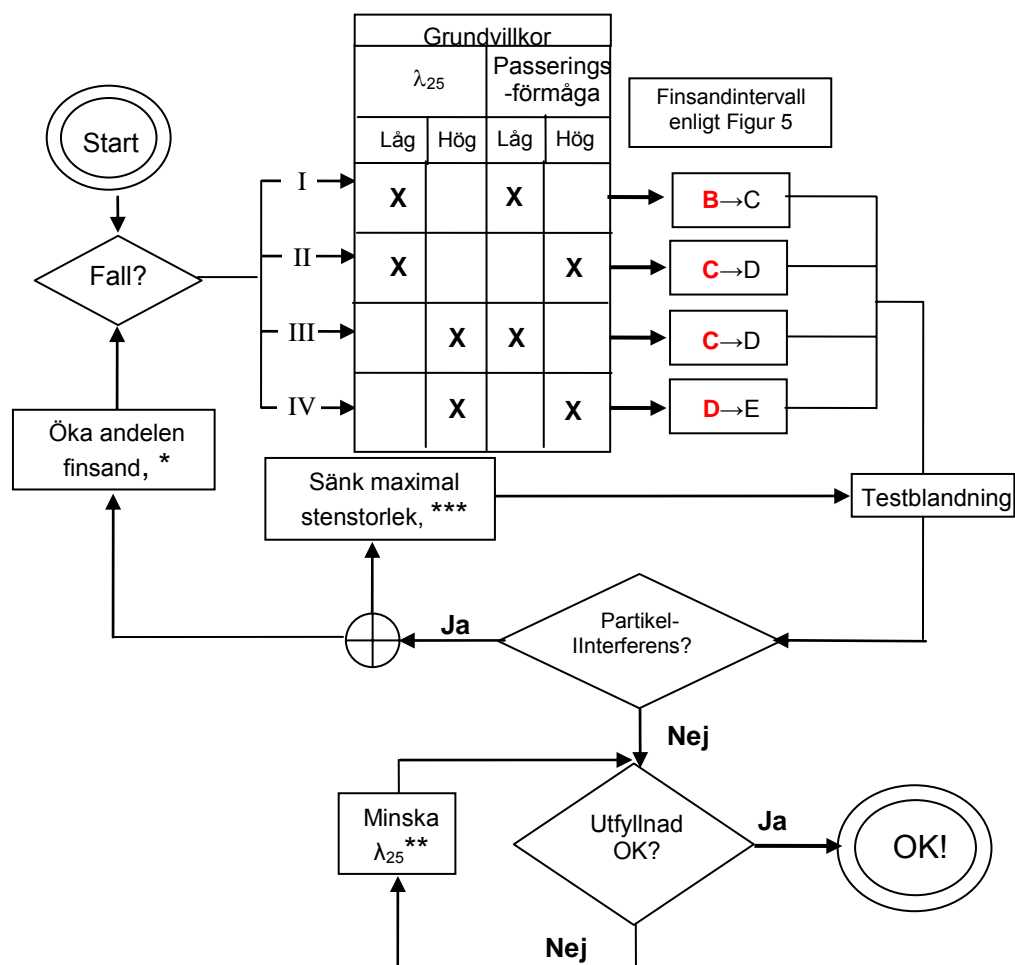 Grundvillkor
λ25
Passerings
-förmåga
Låg
Hög
Låg
Hög
Finsandintervall
enligt Figur 5
Start
Fall?
I
X
X
B→C
II
X
X
C→D
III
X
X
C→D
IV
X
X
D→E
Öka andelen
finsand, *
Sänk maximal
stenstorlek, ***
Testblandning
Partikel-
IInterferens?
Ja
Nej
Minska
λ25**
Utfyllnad
OK?
Ja
OK!
Nej